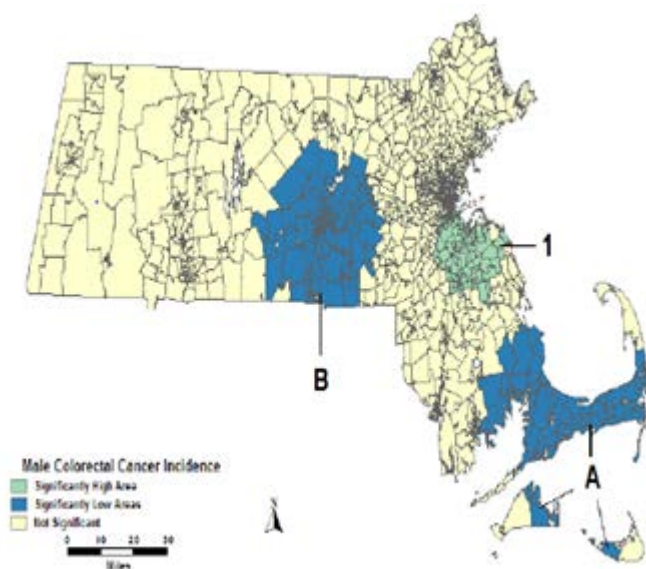 1
B
A
Male Colorectal Cancer Incidence
Significantly High Area
Significantly Low Areas
Not Significant
N
0 10 20 30
Miles